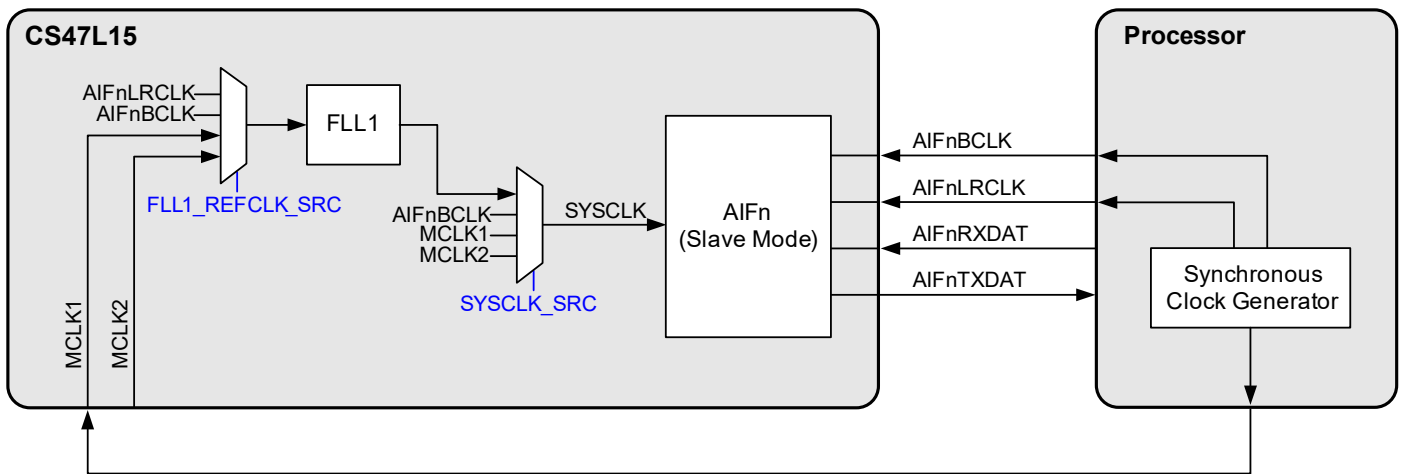 CS47L15
Processor
AIFnLRCLK
AIFnBCLK
FLL1
FLL1_REFCLK_SRC
MCLK1
MCLK2
AIFnBCLK
MCLK1
MCLK2
SYSCLK
SYSCLK_SRC
AIFn
(Slave Mode)
AIFnBCLK
AIFnLRCLK
AIFnRXDAT
AIFnTXDAT
Synchronous
Clock Generator